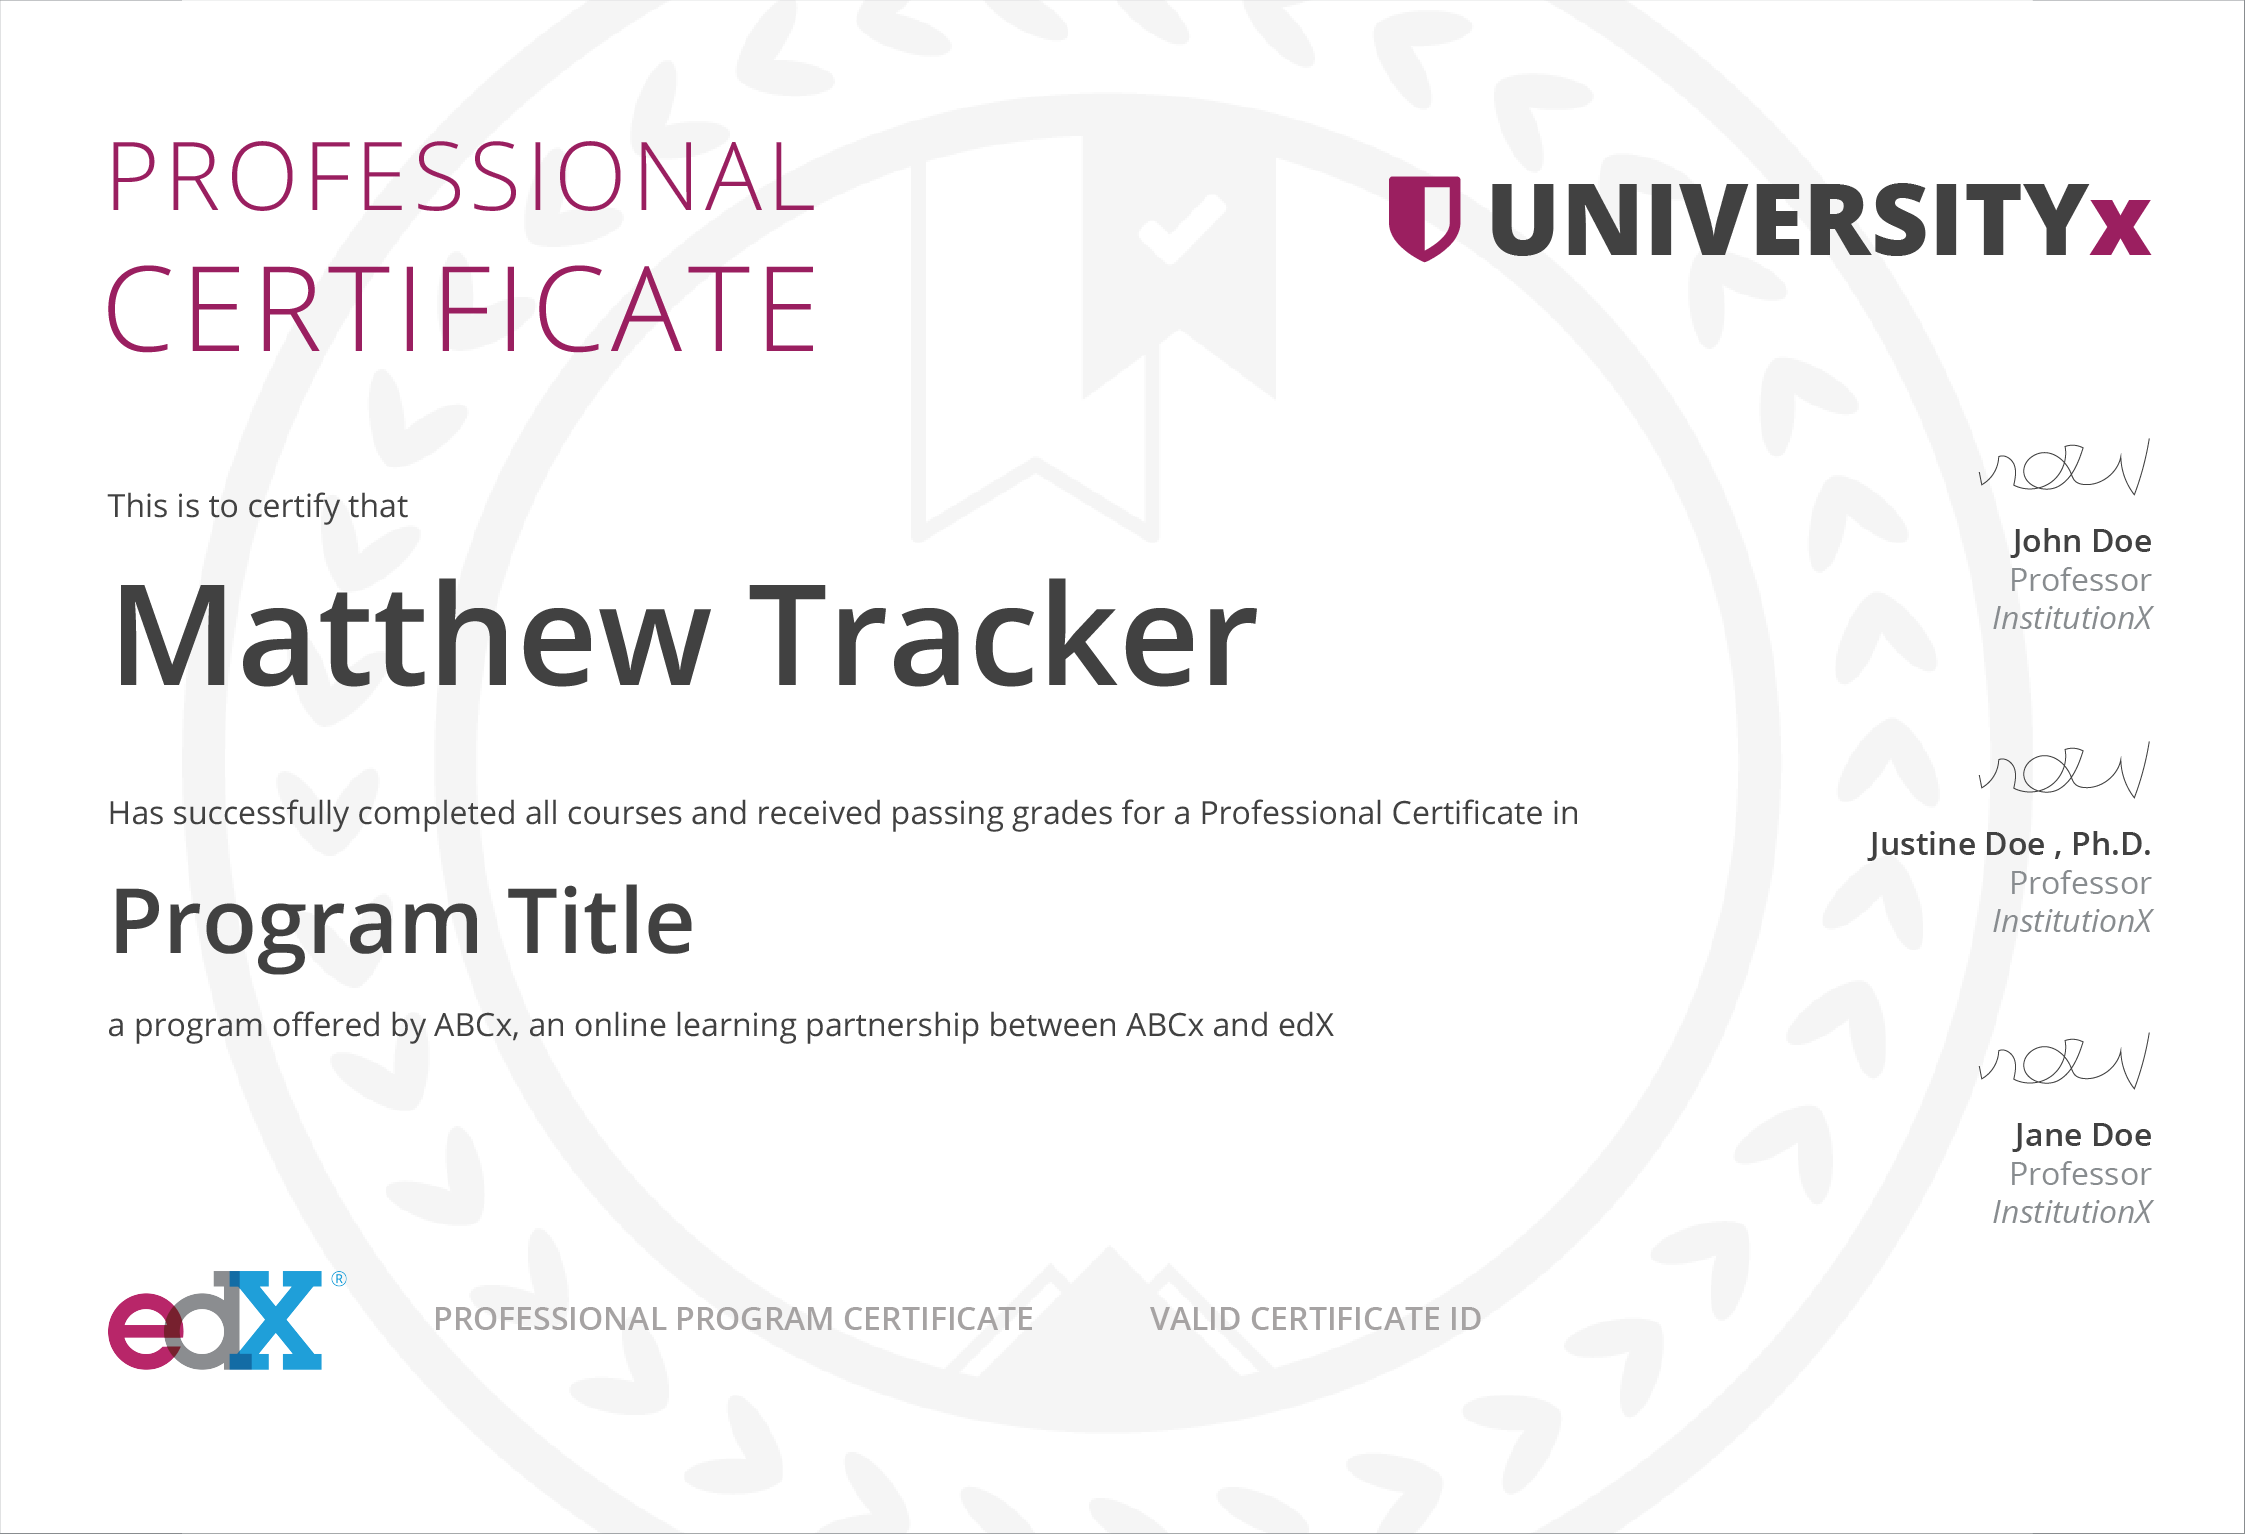 PROFESSIONAL
CERTIFICATE
UNIVERSITYx
This is to certify that
Matthew Tracker
Has successfully completed all courses and received passing grades for a Professional Certificate in
Program Title
a program offered by ABCx, an online learning partnership between ABCx and edX
John Doe
Professor
InstitutionX
Justine Doe , Ph.D.
Professor
InstitutionX
Jane Doe
Professor
InstitutionX
edX®
PROFESSIONAL PROGRAM CERTIFICATE
VALID CERTIFICATE ID